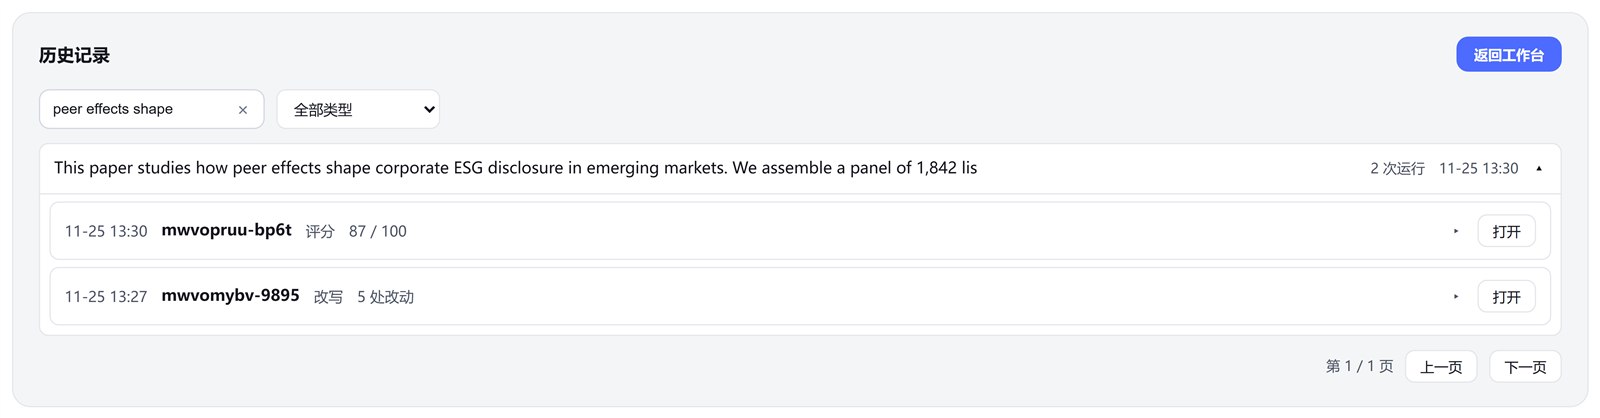 历史记录
返回工作台
peer effects shape ×
全部类型
This paper studies how peer effects shape corporate ESG disclosure in emerging markets. We assemble a panel of 1,842 lis 2 次运行 11-25 13:30
11-25 13:30 mwvopruu-bp6t 评分 87 / 100 打开
11-25 13:27 mwvomybv-9895 改写 5 处改动 打开
第 1 / 1 页 上一页 下一页